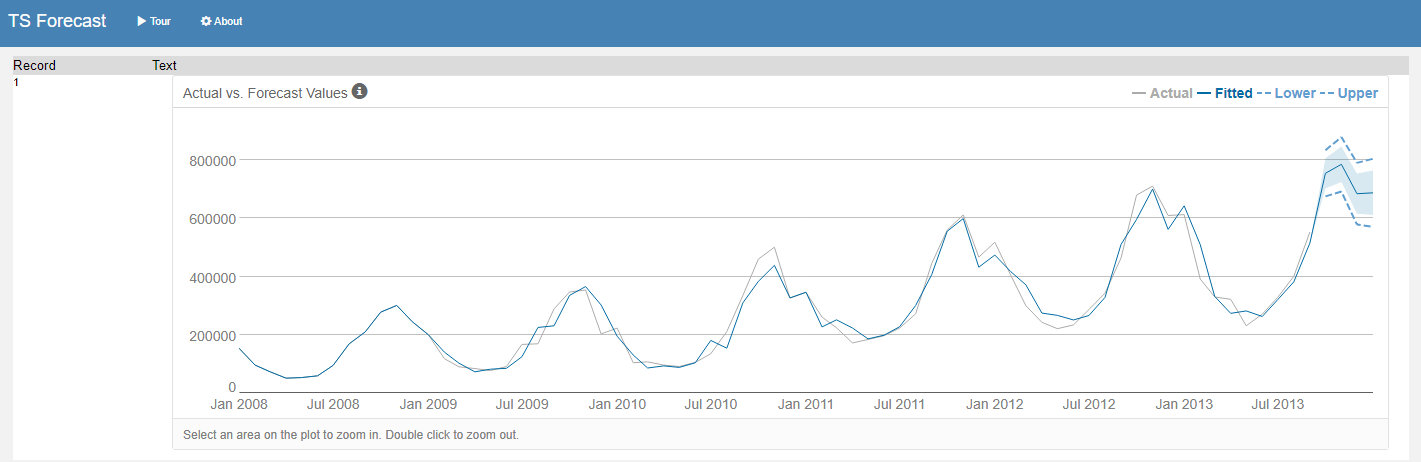 TS Forecast Tour About
Record Text
1
Actual vs. Forecast Values Actual Fitted Lower Upper
800000
600000
400000
200000
0
Jan 2008 Jul 2008 Jan 2009 Jul 2009 Jan 2010 Jul 2010 Jan 2011 Jul 2011 Jan 2012 Jul 2012 Jan 2013 Jul 2013
Select an area on the plot to zoom in. Double click to zoom out.